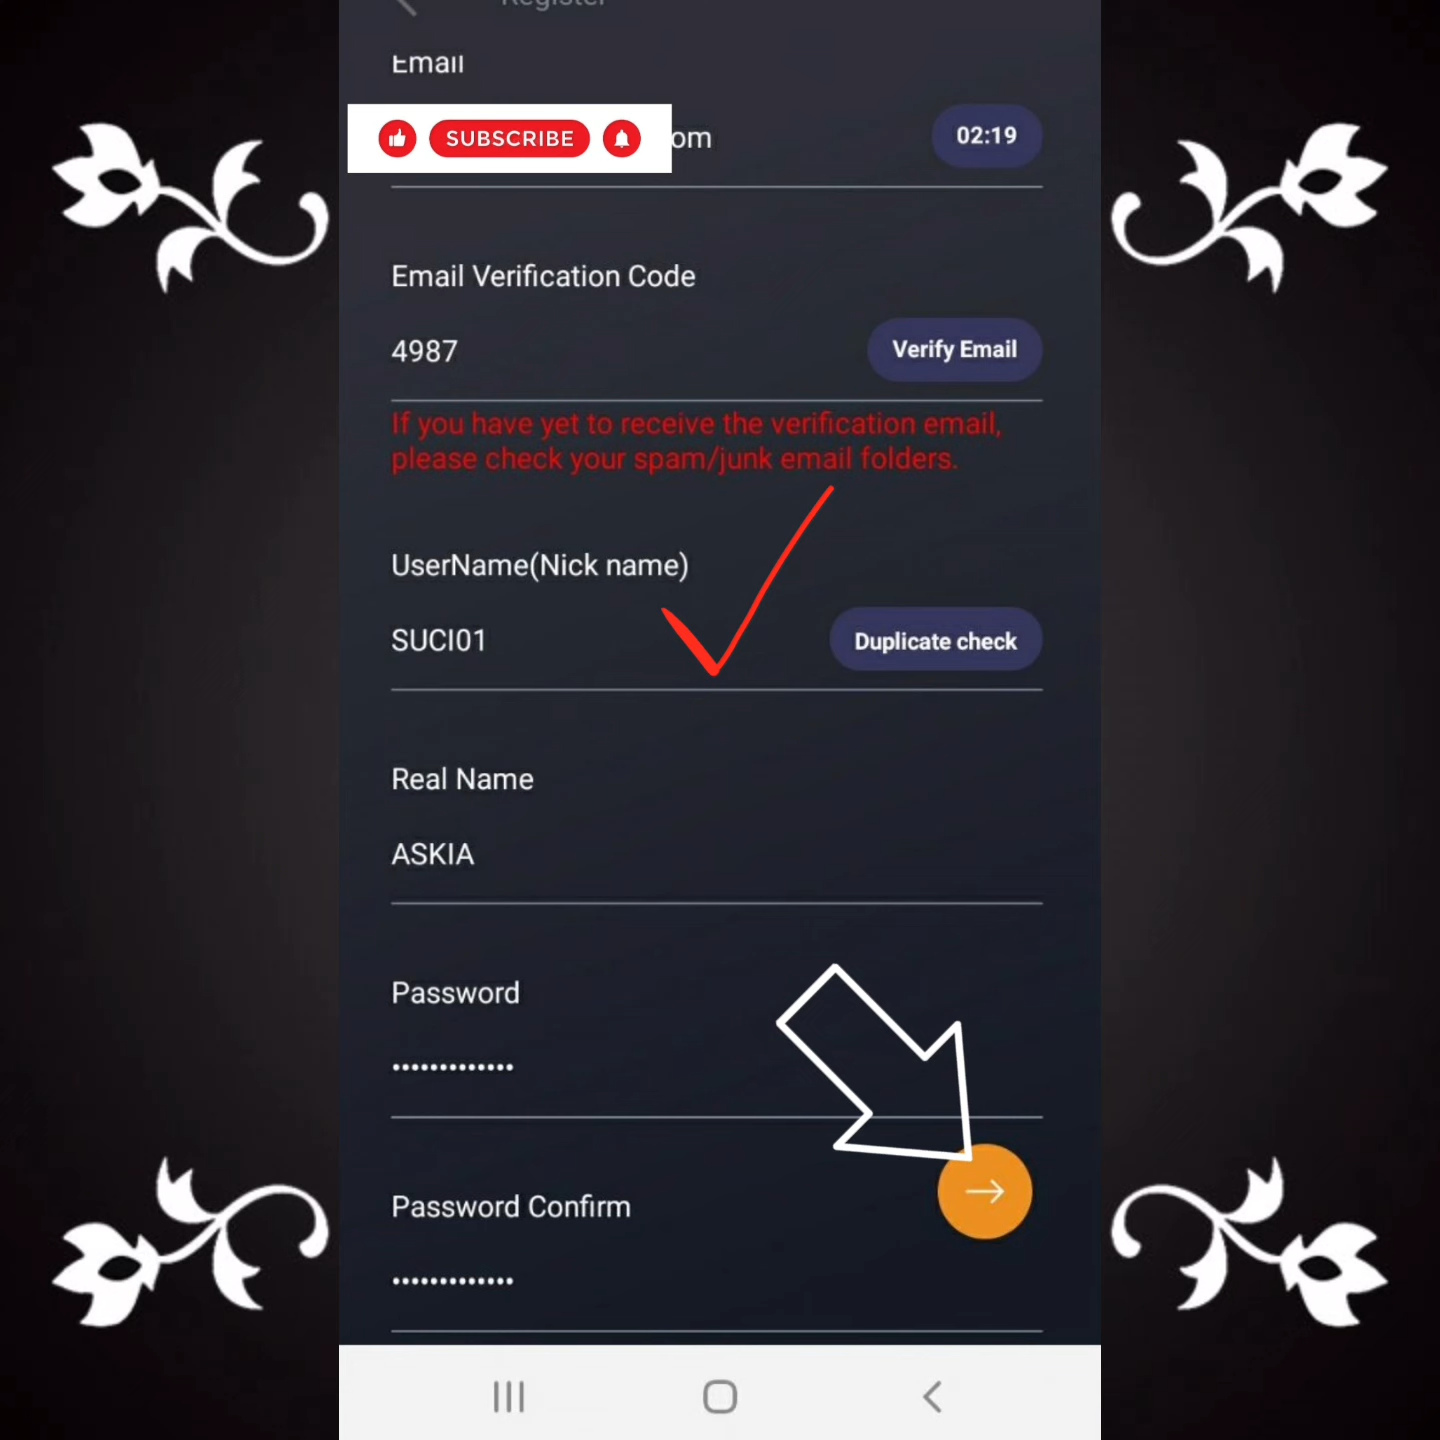 Register
Email
SUBSCRIBE
om
02:19
Email Verification Code
4987
Verify Email
If you have yet to receive the verification email,
please check your spam/junk email folders.
UserName(Nick name)
SUCI01
Duplicate check
Real Name
ASKIA
Password
•••••••••••••
Password Confirm
•••••••••••••